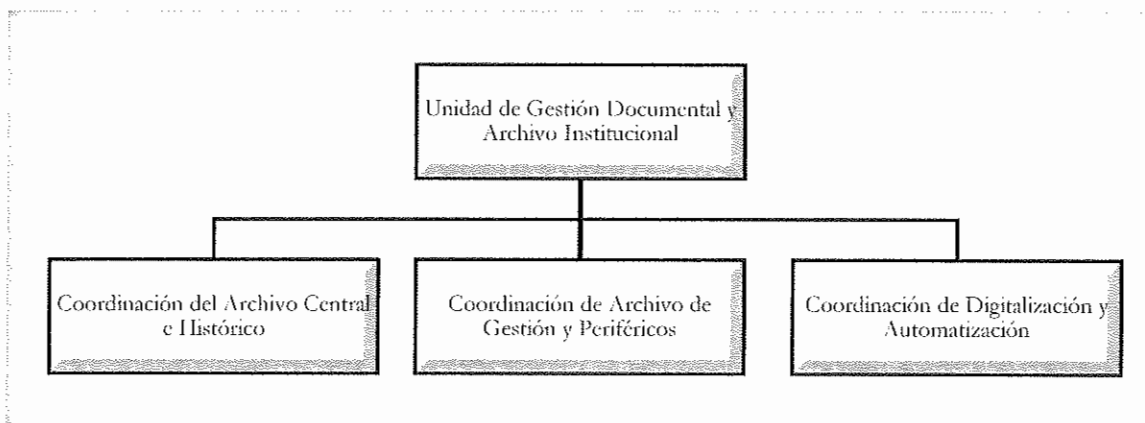 Unidad de Gestión Documental y
Archivo Institucional
Coordinación del Archivo Central
e Histórico
Coordinación de Archivo de
Gestión y Periféricos
Coordinación de Digitalización y
Automatización